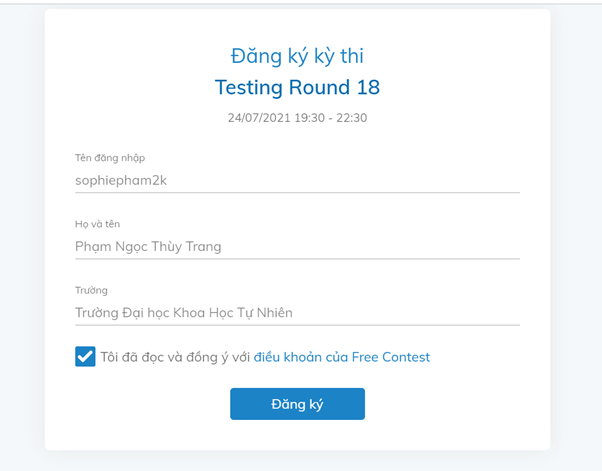 Đăng ký kỳ thi
Testing Round 18
24/07/2021 19:30 - 22:30
Tên đăng nhập
sophiepham2k
Họ và tên
Phạm Ngọc Thùy Trang
Trường
Trường Đại học Khoa Học Tự Nhiên
Tôi đã đọc và đồng ý với điều khoản của Free Contest
Đăng ký